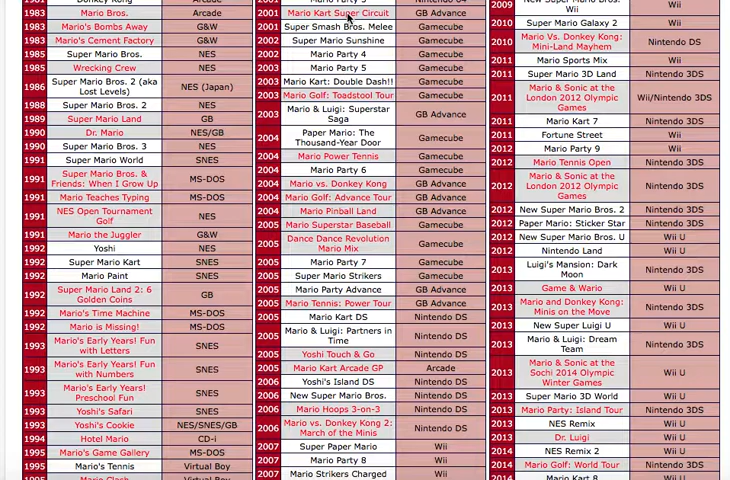 1981 Donkey Kong Arcade
1981 Mario Bros. Arcade
1983 Mario's Bombs Away G&W
1983 Mario's Cement Factory G&W
1985 Super Mario Bros. NES
1985 Wrecking Crew NES
1986 Super Mario Bros. 2 (aka
Lost Levels) NES (Japan)
1988 Super Mario Bros. 2 NES
1989 Super Mario Land GB
1990 Dr. Mario NES/GB
1990 Super Mario Bros. 3 NES
1991 Super Mario World SNES
1991 Super Mario Bros. &
Friends: When I Grow Up MS-DOS
1991 Mario Teaches Typing MS-DOS
1991 NES Open Tournament
Golf NES
1991 Mario the Juggler G&W
1992 Yoshi NES
1992 Super Mario Kart SNES
1992 Mario Paint SNES
1992 Super Mario Land 2: 6
Golden Coins GB
1992 Mario's Time Machine MS-DOS
1992 Mario is Missing! MS-DOS
1993 Mario's Early Years! Fun
with Letters SNES
1993 Mario's Early Years! Fun
with Numbers SNES
1993 Mario's Early Years!
Preschool Fun SNES
1993 Yoshi's Safari SNES
1993 Yoshi's Cookie NES/SNES/GB
1994 Hotel Mario CD-i
1995 Mario's Game Gallery MS-DOS
1995 Mario's Tennis Virtual Boy
1995 Mario Clash
2001 Mario Kart Super Circuit GB Advance
2001 Super Smash Bros. Melee Gamecube
2002 Super Mario Sunshine Gamecube
2002 Mario Party 4 Gamecube
2003 Mario Party 5 Gamecube
2003 Mario Kart: Double Dash!! Gamecube
2003 Mario Golf: Toadstool Tour Gamecube
2003 Mario & Luigi: Superstar
Saga GB Advance
2004 Paper Mario: The
Thousand-Year Door Gamecube
2004 Mario Power Tennis Gamecube
2004 Mario Party 6 Gamecube
2004 Mario vs. Donkey Kong GB Advance
2004 Mario Golf: Advance Tour GB Advance
2004 Mario Pinball Land GB Advance
2005 Mario Superstar Baseball Gamecube
2005 Dance Dance Revolution
Mario Mix Gamecube
2005 Mario Party 7 Gamecube
2005 Super Mario Strikers Gamecube
2005 Mario Party Advance GB Advance
2005 Mario Tennis: Power Tour GB Advance
2005 Mario Kart DS Nintendo DS
2005 Mario & Luigi: Partners in
Time Nintendo DS
2005 Yoshi Touch & Go Nintendo DS
2005 Mario Kart Arcade GP Arcade
2006 Yoshi's Island DS Nintendo DS
2006 New Super Mario Bros. Nintendo DS
2006 Mario Hoops 3-on-3 Nintendo DS
2006 Mario vs. Donkey Kong 2:
March of the Minis Nintendo DS
2007 Super Paper Mario Wii
2007 Mario Party 8 Wii
2007 Mario Strikers Charged Wii
2009 New Super Mario Bros.
Wii Wii
2010 Super Mario Galaxy 2 Wii
2010 Mario Vs. Donkey Kong:
Mini-Land Mayhem Nintendo DS
2011 Mario Sports Mix Wii
2011 Super Mario 3D Land Nintendo 3DS
2011 Mario & Sonic at the
London 2012 Olympic
Games Wii/Nintendo 3DS
2011 Mario Kart 7 Nintendo 3DS
2011 Fortune Street Wii
2012 Mario Party 9 Wii
2012 Mario Tennis Open Nintendo 3DS
2012 Mario & Sonic at the
London 2012 Olympic
Games Nintendo 3DS
2012 New Super Mario Bros. 2 Nintendo 3DS
2012 Paper Mario: Sticker Star Nintendo 3DS
2012 New Super Mario Bros. U Wii U
2012 Nintendo Land Wii U
2013 Luigi's Mansion: Dark
Moon Nintendo 3DS
2013 Game & Wario Wii U
2013 Mario and Donkey Kong:
Minis on the Move Nintendo 3DS
2013 New Super Luigi U Wii U
2013 Mario & Luigi: Dream
Team Nintendo 3DS
2013 Mario & Sonic at the
Sochi 2014 Olympic
Winter Games Wii U
2013 Super Mario 3D World Wii U
2013 Mario Party: Island Tour Nintendo 3DS
2013 NES Remix Wii U
2013 Dr. Luigi Wii U
2014 NES Remix 2 Wii U
2014 Mario Golf: World Tour Nintendo 3DS
2014 Mario Kart 8 Wii U